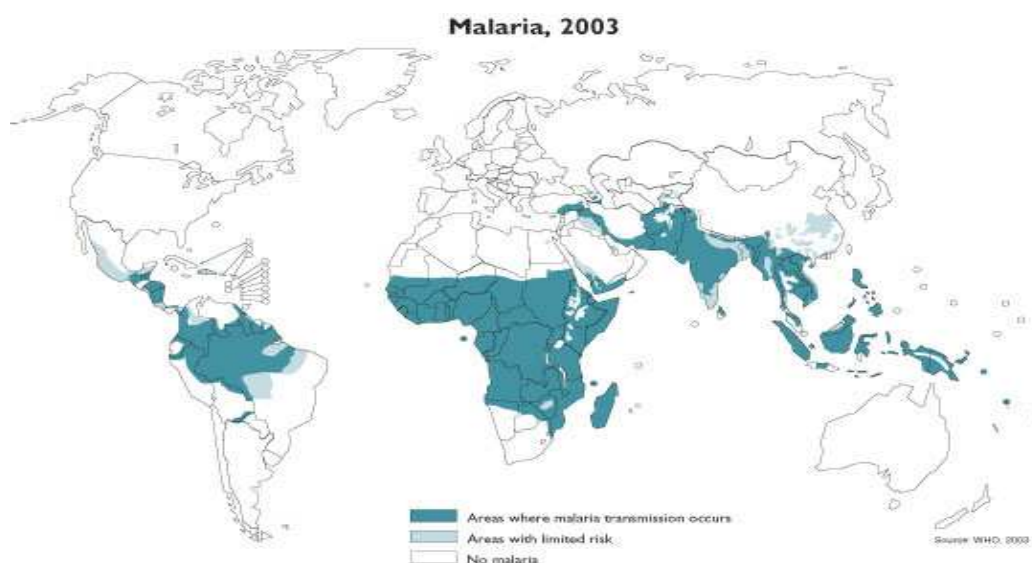 Malaria, 2003
Areas where malaria transmission occurs
Areas with limited risk
No malaria
Source: WHO, 2003